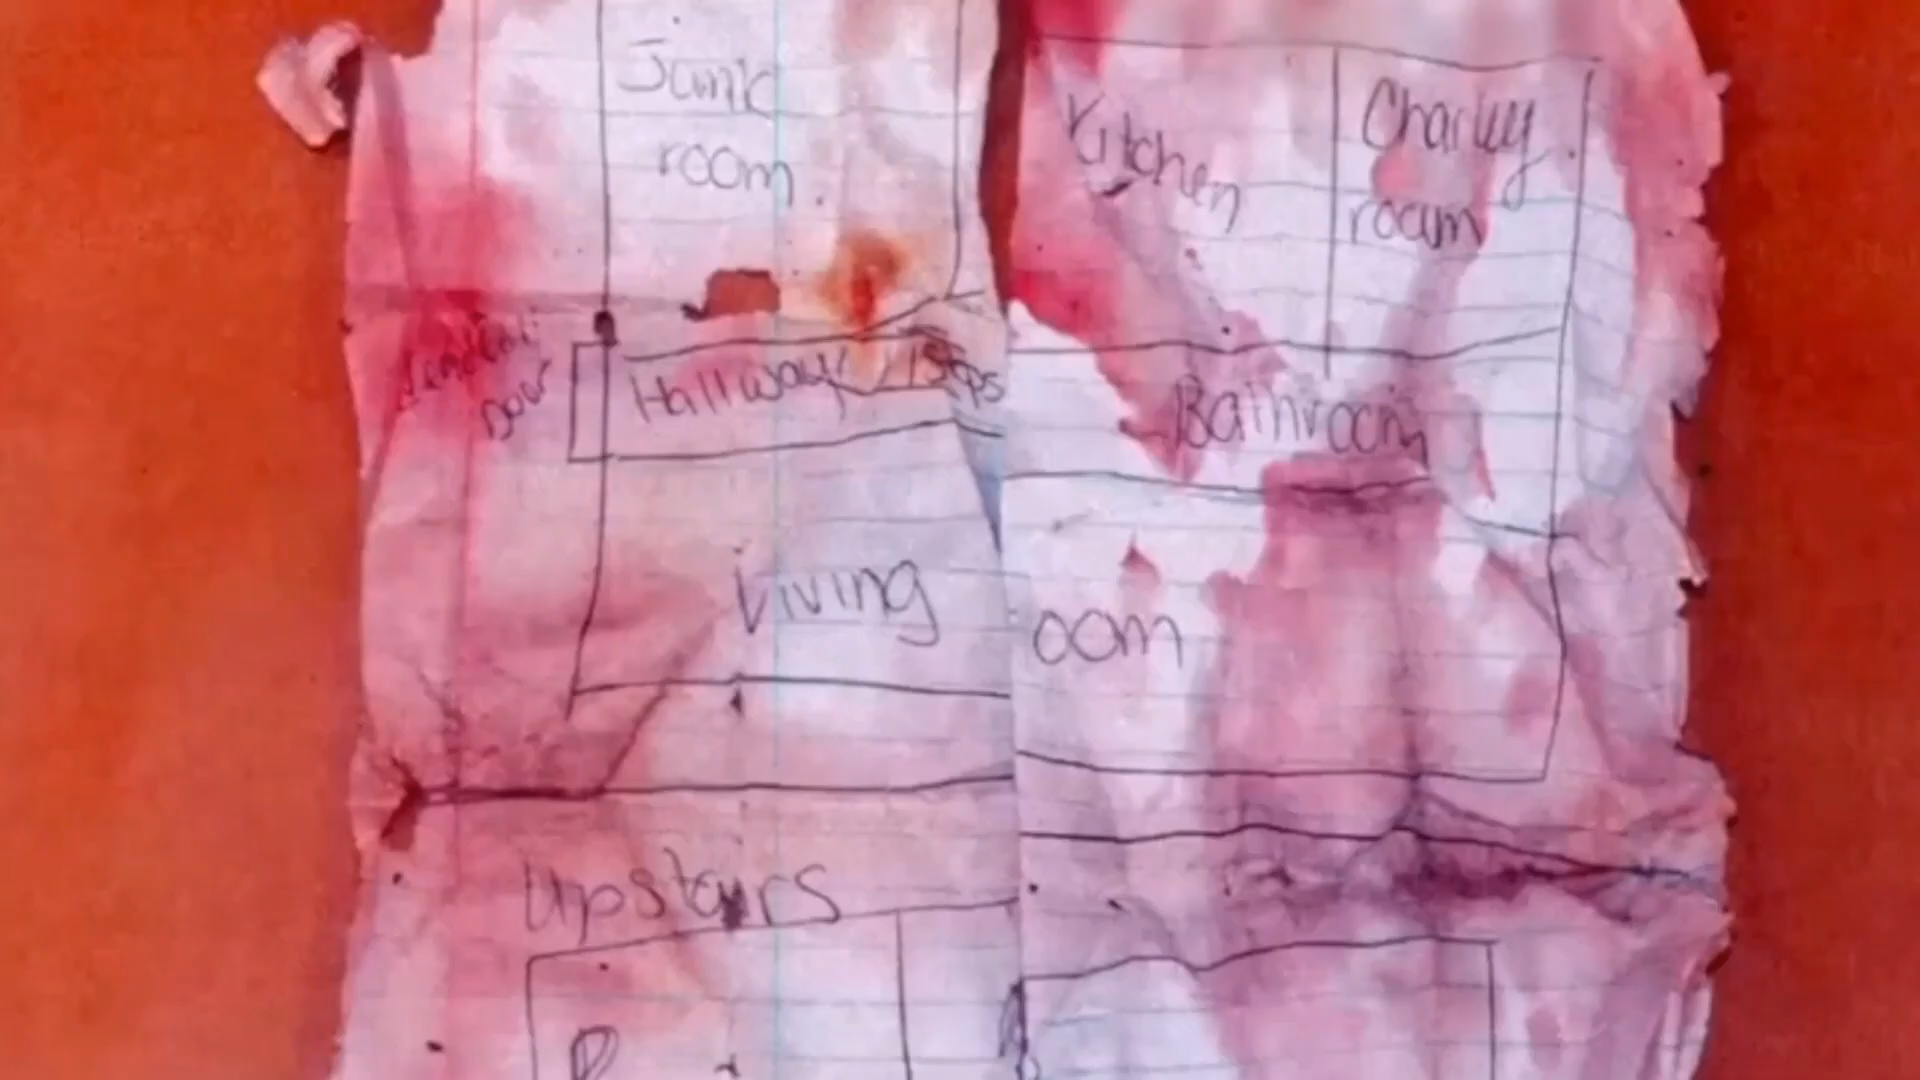 Junk
room.
Kitchen
Charley
room
Door
Hallway
Steps
Bathroom
Living
oom
Upstairs